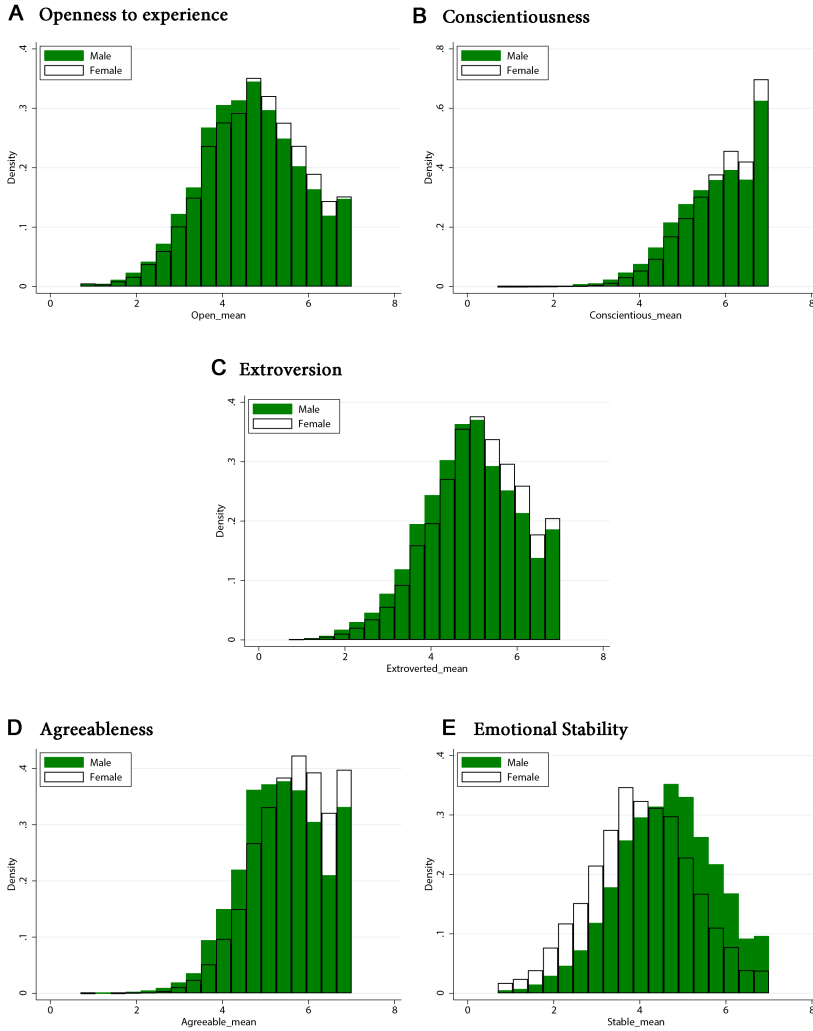 A Openness to experience
Male
Female
.4
.3
.2
.1
0
Density
0 2 4 6 8
Open_mean
B Conscientiousness
Male
Female
.8
.6
.4
.2
0
Density
0 2 4 6 8
Conscientious_mean
C Extroversion
Male
Female
.4
.3
.2
.1
0
Density
0 2 4 6 8
Extroverted_mean
D Agreeableness
Male
Female
.4
.3
.2
.1
0
Density
0 2 4 6 8
Agreeable_mean
E Emotional Stability
Male
Female
.4
.3
.2
.1
0
Density
0 2 4 6 8
Stable_mean